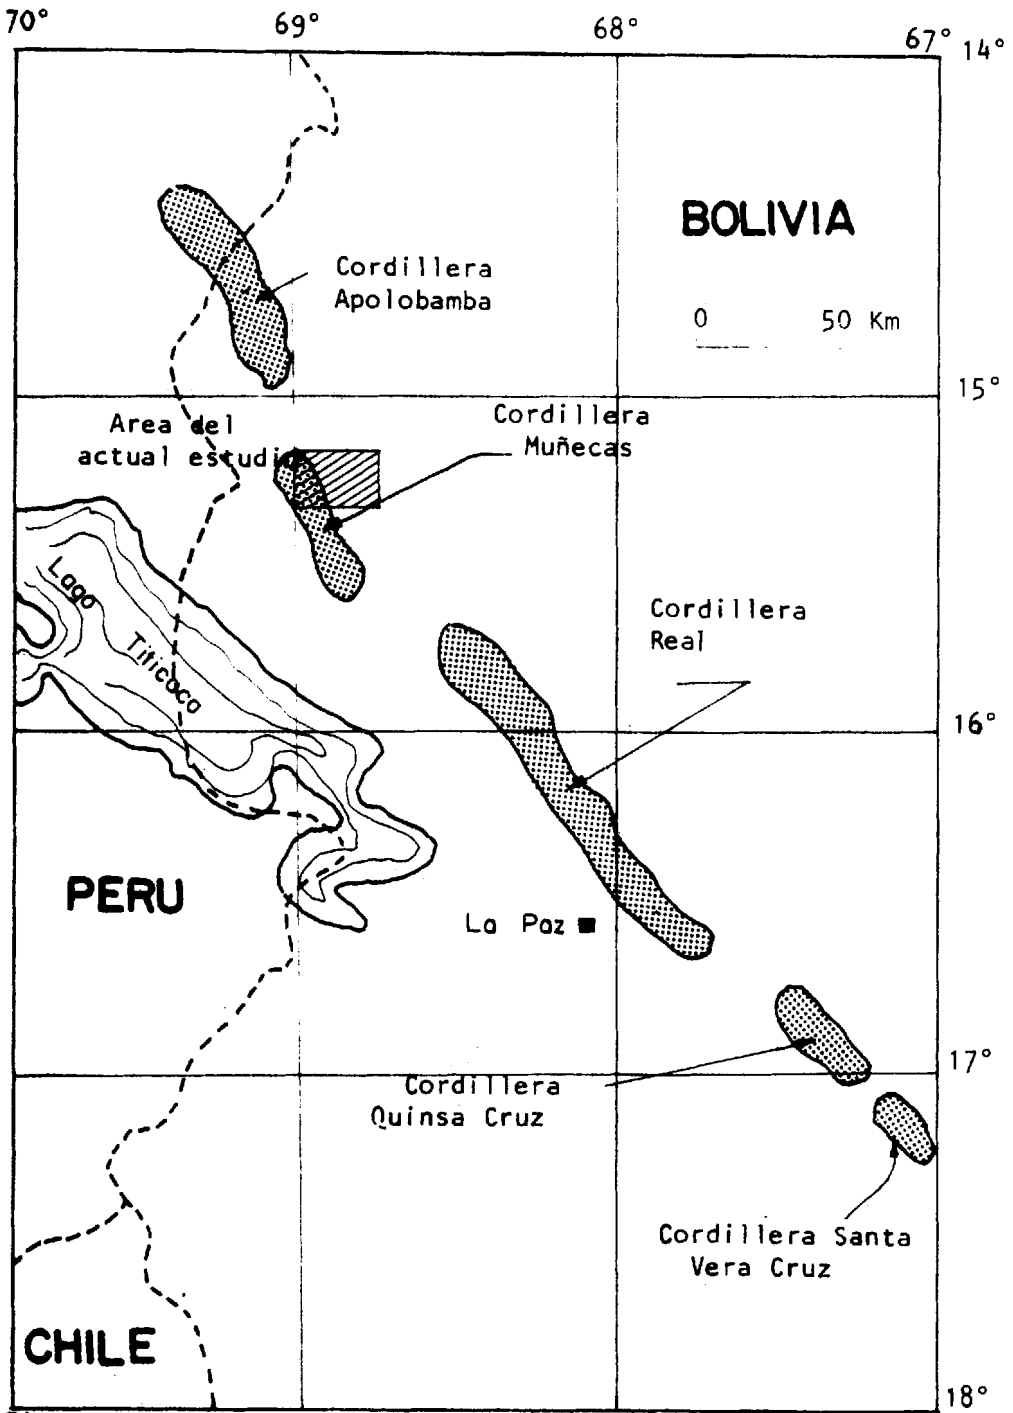 70°
69°
68°
67°
14°
BOLIVIA
Cordillera
Apolobamba
0 50 Km
15°
Cordillera
Muñecas
Area del
actual estudi
Lago
Titicaca
Cordillera
Real
16°
PERU
La Paz
17°
Cordillera
Quinsa Cruz
Cordillera Santa
Vera Cruz
CHILE
18°